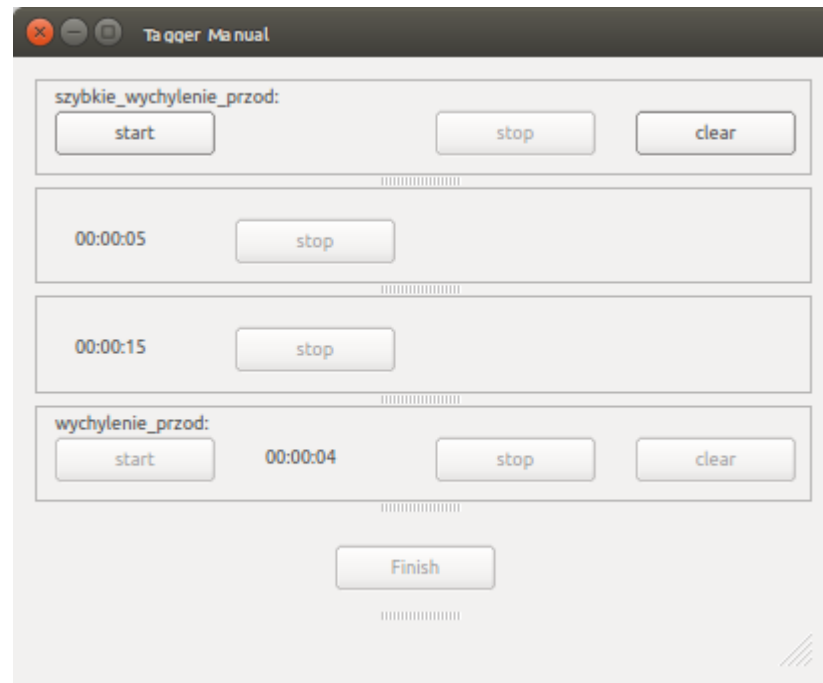 Tagger Manual
szybkie_wychylenie_przod:
start stop clear
00:00:05 stop
00:00:15 stop
wychylenie_przod:
start 00:00:04 stop clear
Finish